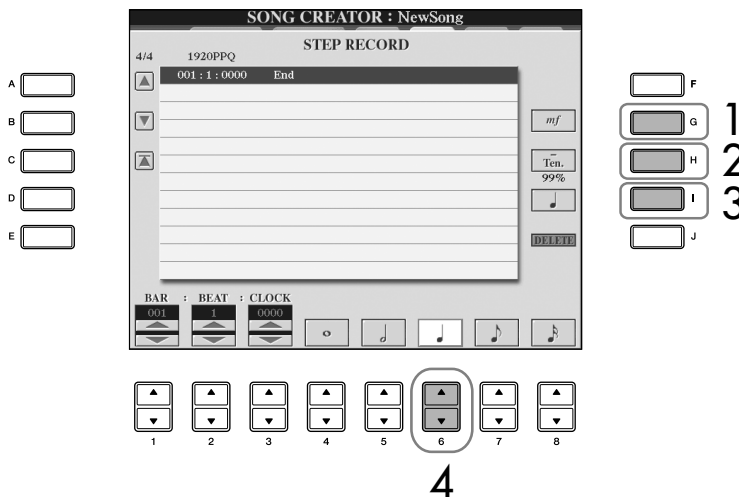 SONG CREATOR : NewSong
STEP RECORD
4/4 1920PPQ
001 : 1 : 0000 End
A
B
C
D
E
mf
Ten.
99%
DELETE
F
G 1
H 2
I 3
J
BAR : BEAT : CLOCK
001 1 0000
1 2 3 4 5 6 7 8
4